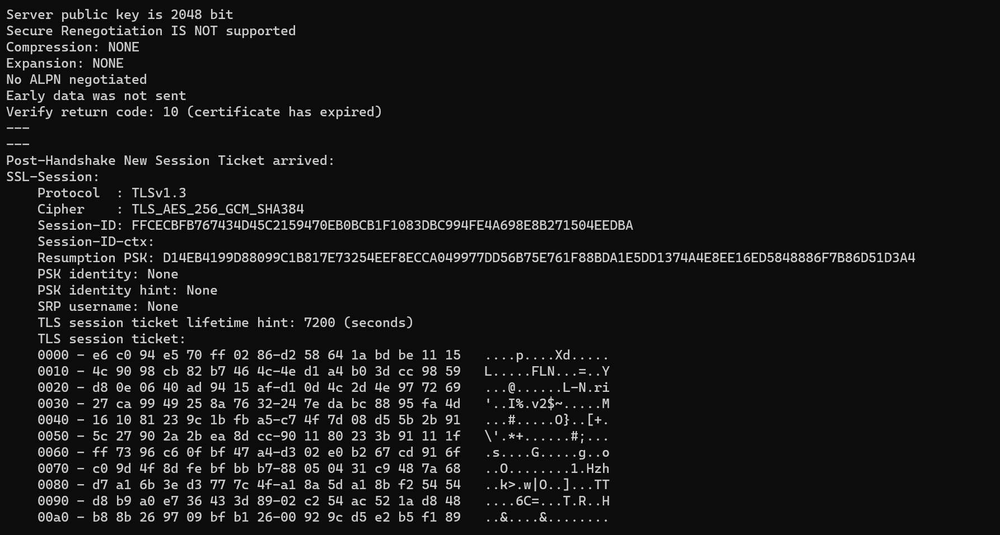 Server public key is 2048 bit
Secure Renegotiation IS NOT supported
Compression: NONE
Expansion: NONE
No ALPN negotiated
Early data was not sent
Verify return code: 10 (certificate has expired)
---
---
Post-Handshake New Session Ticket arrived:
SSL-Session:
    Protocol  : TLSv1.3
    Cipher    : TLS_AES_256_GCM_SHA384
    Session-ID: FFCECBFB767434D45C2159470EB0BCB1F1083DBC994FE4A698E8B271504EEDBA
    Session-ID-ctx:
    Resumption PSK: D14EB4199D88099C1B817E73254EEF8ECCA049977DD56B75E761F88BDA1E5DD1374A4E8EE16ED5848886F7B86D51D3A4
    PSK identity: None
    PSK identity hint: None
    SRP username: None
    TLS session ticket lifetime hint: 7200 (seconds)
    TLS session ticket:
    0000 - e6 c0 94 e5 70 ff 02 86-d2 58 64 1a bd be 11 15   ....p....Xd.....
    0010 - 4c 90 98 cb 82 b7 46 4c-4e d1 a4 b0 3d cc 98 59   L.....FLN...=..Y
    0020 - d8 0e 06 40 ad 94 15 af-d1 0d 4c 2d 4e 97 72 69   ...@......L-N.ri
    0030 - 27 ca 99 49 25 8a 76 32-24 7e da bc 88 95 fa 4d   '..I%.v2$~.....M
    0040 - 16 10 81 23 9c 1b fb a5-c7 4f 7d 08 d5 5b 2b 91   ...#.....O}..[+.
    0050 - 5c 27 90 2a 2b ea 8d cc-90 11 80 23 3b 91 11 1f   \'.*+......#;...
    0060 - ff 73 96 c6 0f bf 47 a4-d3 02 e0 b2 67 cd 91 6f   .s....G.....g..o
    0070 - c0 9d 4f 8d fe bf bb b7-88 05 04 31 c9 48 7a 68   ..O........1.Hzh
    0080 - d7 a1 6b 3e d3 77 7c 4f-a1 8a 5d a1 8b f2 54 54   ..k>.w|O..]...TT
    0090 - d8 b9 a0 e7 36 43 3d 89-02 c2 54 ac 52 1a d8 48   ....6C=...T.R..H
    00a0 - b8 8b 26 97 09 bf b1 26-00 92 9c d5 e2 b5 f1 89   ..&....&........